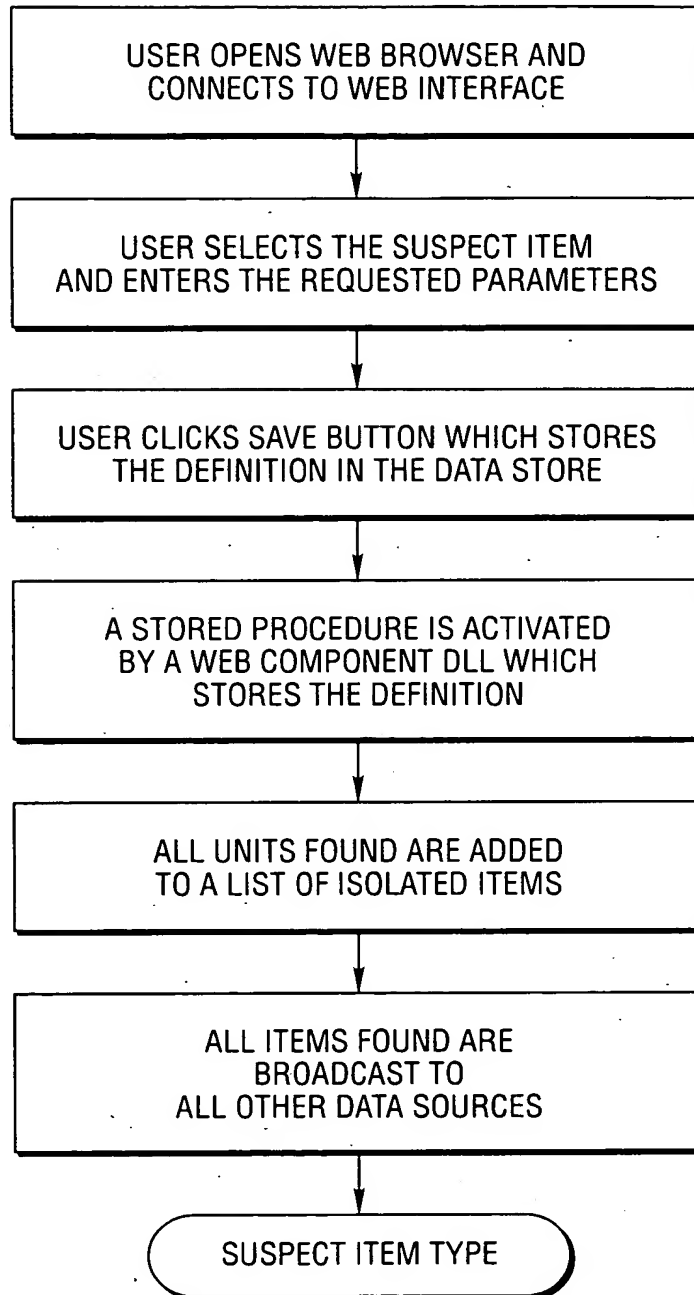 USER OPENS WEB BROWSER AND
CONNECTS TO WEB INTERFACE
USER SELECTS THE SUSPECT ITEM
AND ENTERS THE REQUESTED PARAMETERS
USER CLICKS SAVE BUTTON WHICH STORES
THE DEFINITION IN THE DATA STORE
A STORED PROCEDURE IS ACTIVATED
BY A WEB COMPONENT DLL WHICH
STORES THE DEFINITION
ALL UNITS FOUND ARE ADDED
TO A LIST OF ISOLATED ITEMS
ALL ITEMS FOUND ARE
BROADCAST TO
ALL OTHER DATA SOURCES
SUSPECT ITEM TYPE